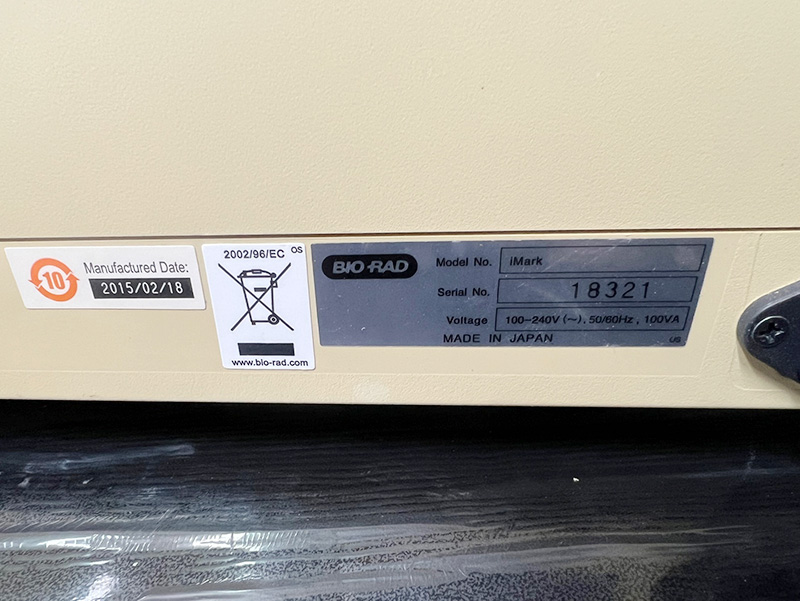 10
Manufactured Date:
2015/02/18
2002/96/EC OS
www.bio-rad.com
BIO-RAD
Model No. iMark
Serial No. 18321
Voltage 100-240V (~), 50/60Hz, 100VA
MADE IN JAPAN
US